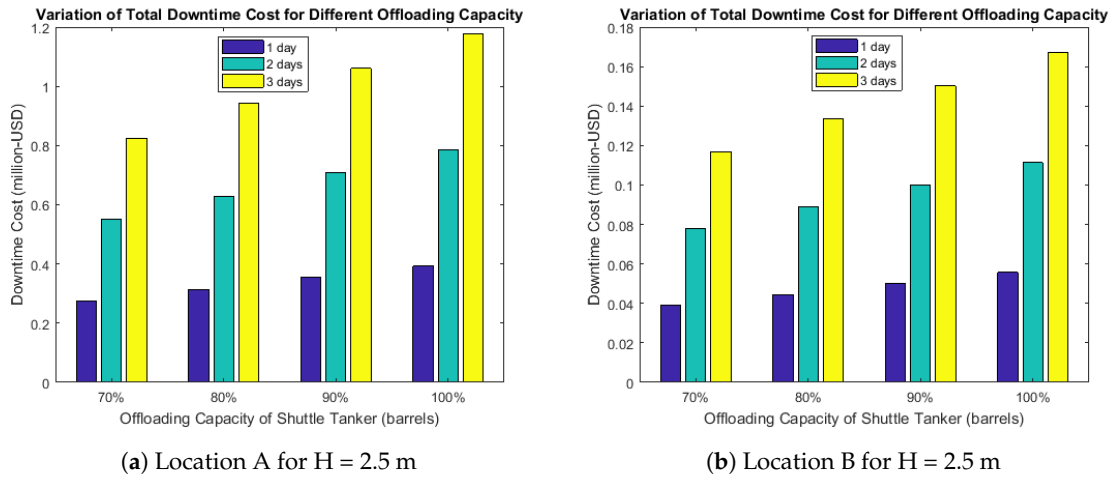 Variation of Total Downtime Cost for Different Offloading Capacity
1.2
1
0.8
0.6
0.4
0.2
0
Downtime Cost (million-USD)
1 day
2 days
3 days
70%
80%
90%
100%
Offloading Capacity of Shuttle Tanker (barrels)
(a) Location A for H = 2.5 m
Variation of Total Downtime Cost for Different Offloading Capacity
0.18
0.16
0.14
0.12
0.1
0.08
0.06
0.04
0.02
0
Downtime Cost (million-USD)
1 day
2 days
3 days
70%
80%
90%
100%
Offloading Capacity of Shuttle Tanker (barrels)
(b) Location B for H = 2.5 m